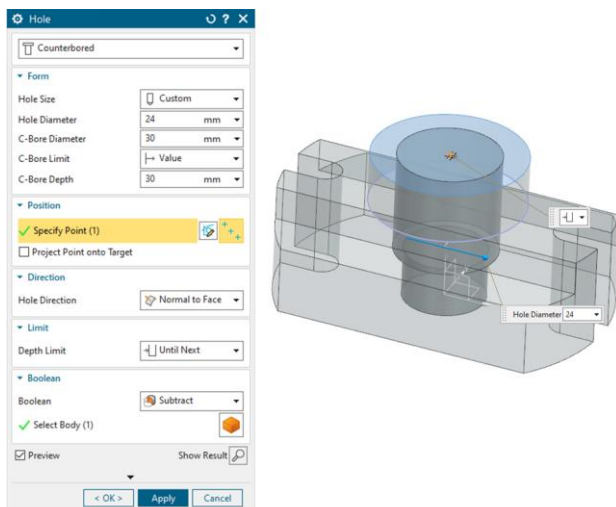 Hole
Counterbored
Form
Hole Size Custom
Hole Diameter 24 mm
C-Bore Diameter 30 mm
C-Bore Limit Value
C-Bore Depth 30 mm
Position
Specify Point (1)
Project Point onto Target
Direction
Hole Direction Normal to Face
Limit
Depth Limit Until Next
Boolean
Boolean Subtract
Select Body (1)
Preview Show Result
< OK > Apply Cancel
Hole Diameter 24